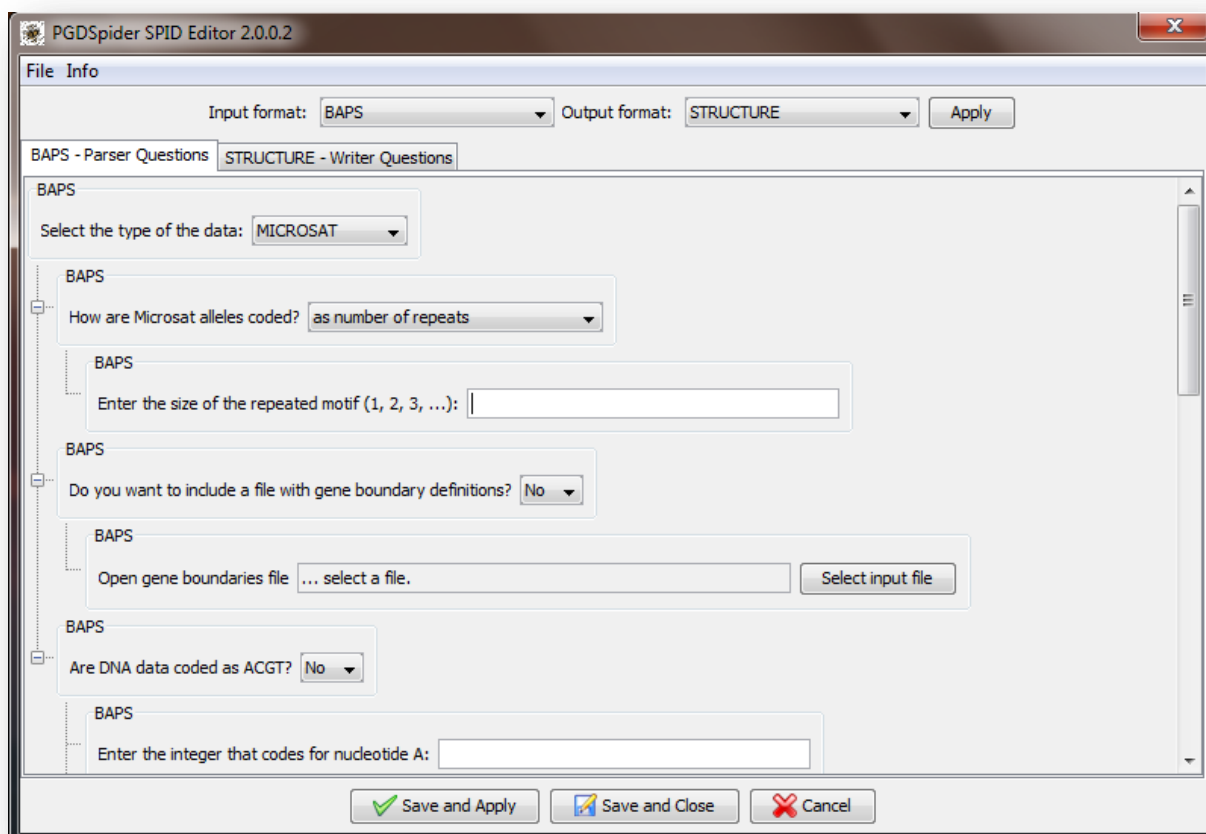 PGDSpider SPID Editor 2.0.0.2
File Info
Input format: BAPS Output format: STRUCTURE Apply
BAPS - Parser Questions STRUCTURE - Writer Questions
BAPS
Select the type of the data: MICROSAT
BAPS
How are Microsat alleles coded? as number of repeats
BAPS
Enter the size of the repeated motif (1, 2, 3, ...):
BAPS
Do you want to include a file with gene boundary definitions? No
BAPS
Open gene boundaries file ... select a file. Select input file
BAPS
Are DNA data coded as ACGT? No
BAPS
Enter the integer that codes for nucleotide A:
Save and Apply Save and Close Cancel